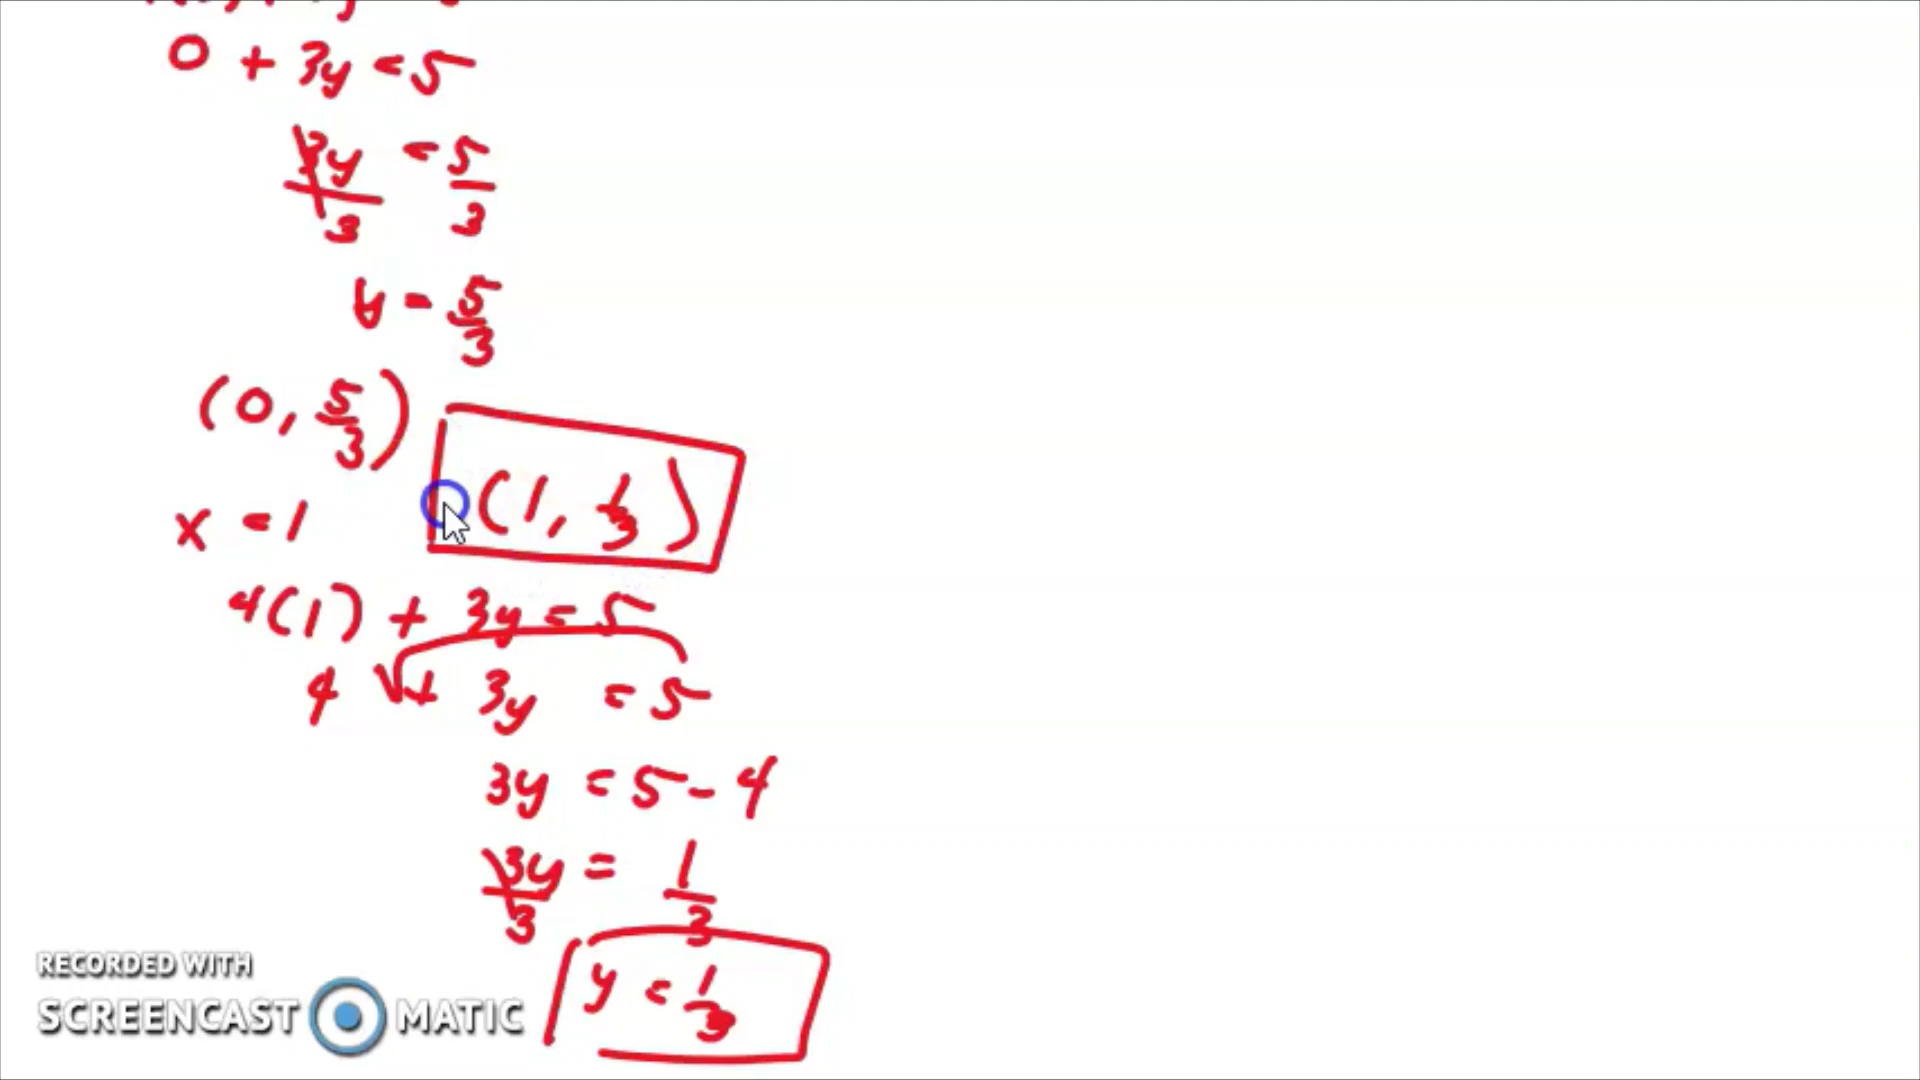 0 + 3y = 5
3y/3 = 5/3
y = 5/3
(0, 5/3)
(1, 1/3)
x = 1
4(1) + 3y = 5
4 + 3y = 5
3y = 5 - 4
3y/3 = 1/3
y = 1/3
RECORDED WITH
SCREENCAST MATIC